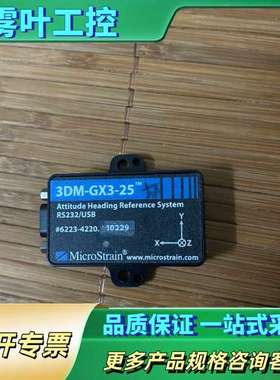 雾叶工控
3DM-GX3-25™
Attitude Heading Reference System
RS232/USB
#6223-4220. 10229
Y
X Z
MicroStrain®
www.microstrain.com
品质保证 一站式采
开专票
更多产品规格咨询客